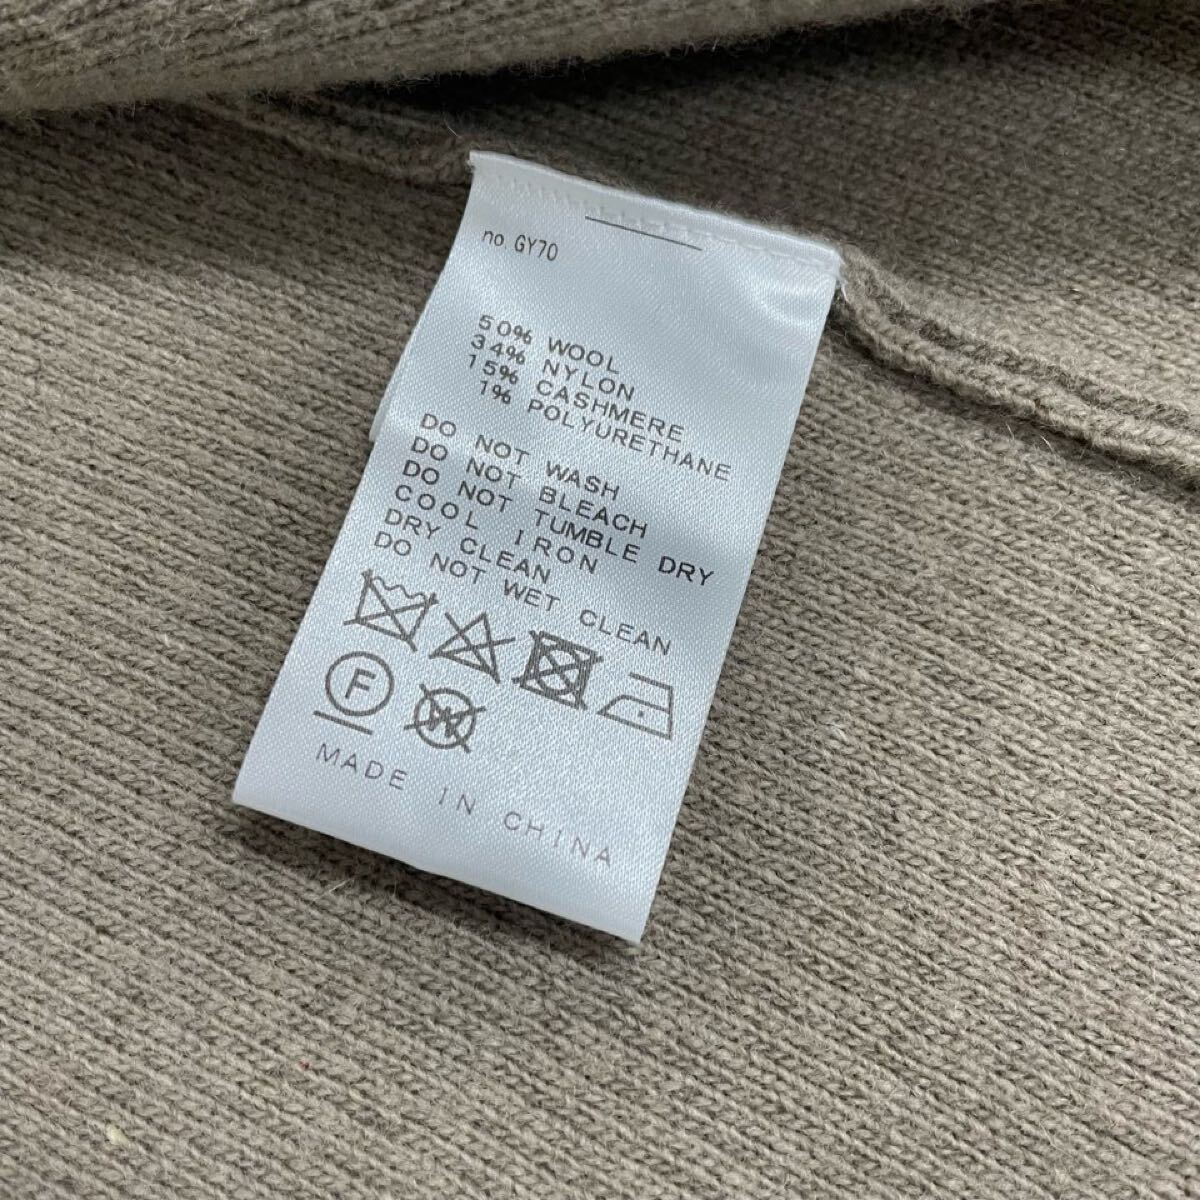 no. GY70
50% WOOL
34% NYLON
15% CASHMERE
1% POLYURETHANE
DO NOT WASH
DO NOT BLEACH
DO NOT TUMBLE DRY
COOL IRON
DRY CLEAN
DO NOT WET CLEAN
F W
MADE IN CHINA